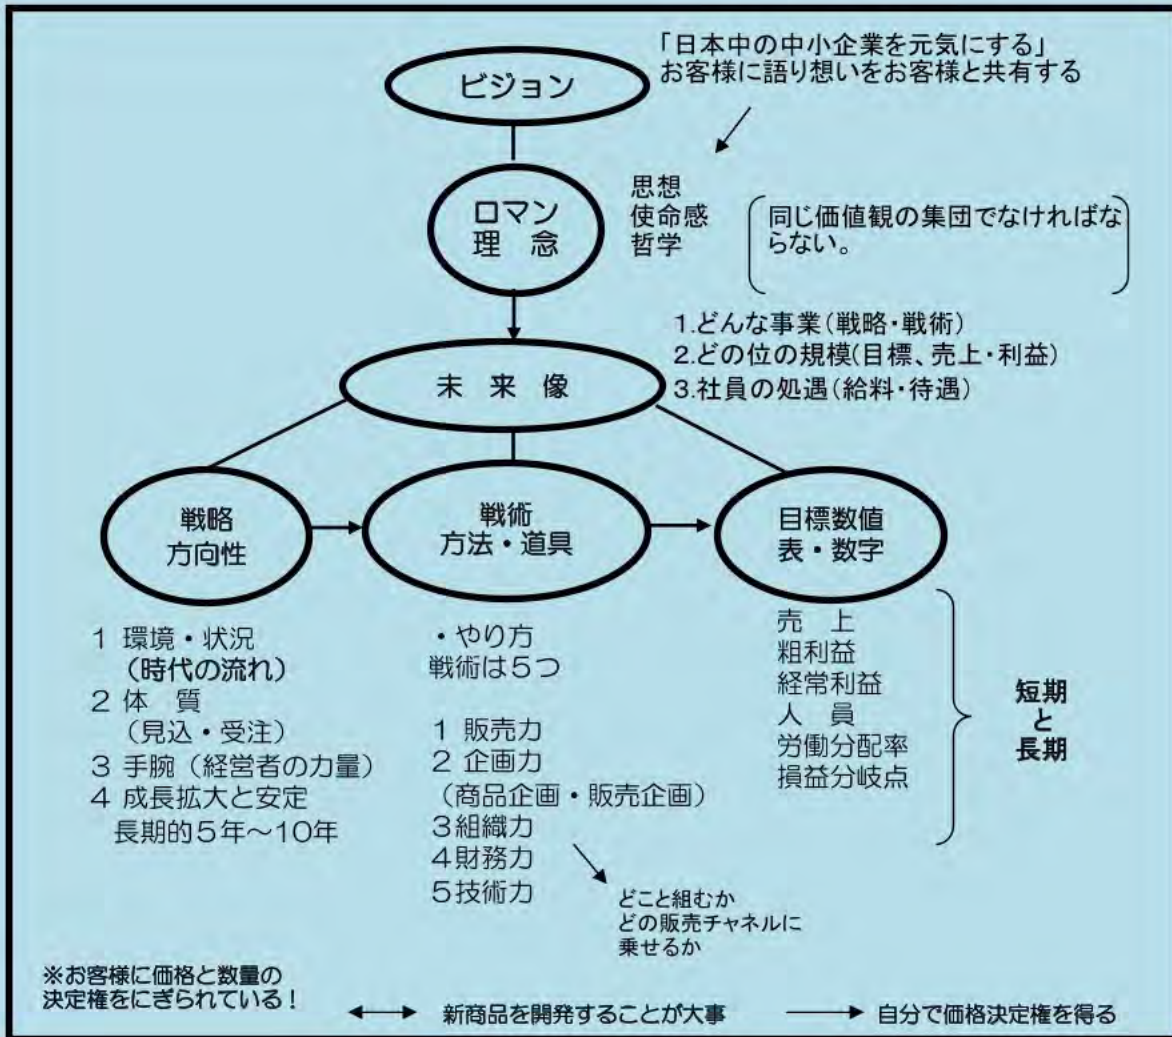 「日本中の中小企業を元気にする」
お客様に語り想いをお客様と共有する
ビジョン
ロマン
理　念
思想
使命感
哲学
同じ価値観の集団でなければな
らない。
未　来　像
1.どんな事業（戦略・戦術）
2.どの位の規模（目標、売上・利益）
3.社員の処遇（給料・待遇）
戦略
方向性
戦術
方法・道具
目標数値
表・数字
1 環境・状況
（時代の流れ）
2 体　質
（見込・受注）
3 手腕（経営者の力量）
4 成長拡大と安定
長期的５年～10年
・やり方
戦術は５つ
1 販売力
2 企画力
（商品企画・販売企画）
３組織力
４財務力
５技術力
どこと組むか
どの販売チャネルに
乗せるか
売　上
粗利益
経常利益
人　員
労働分配率
損益分岐点
短期
と
長期
※お客様に価格と数量の
決定権をにぎられている！
新商品を開発することが大事
自分で価格決定権を得る